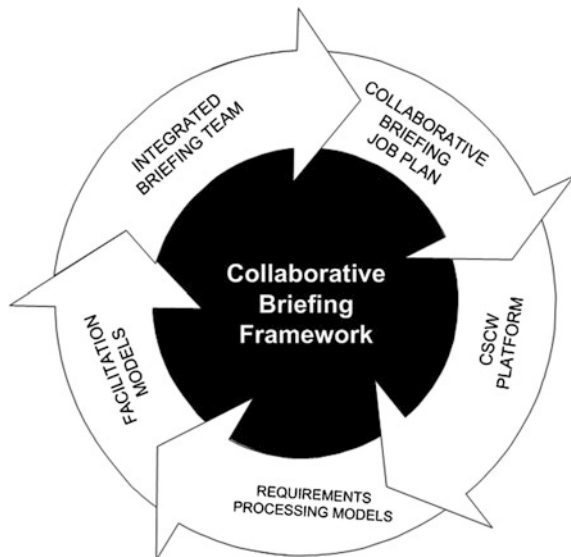 INTEGRATED
BRIEFING TEAM
COLLABORATIVE
BRIEFING
JOB PLAN
Collaborative
Briefing
Framework
CSCW
PLATFORM
FACILITATION
MODELS
REQUIREMENTS
PROCESSING MODELS